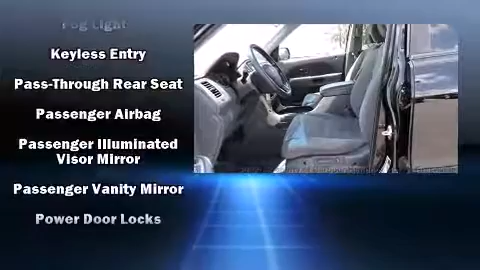 Fog Light
Keyless Entry
Pass-Through Rear Seat
Passenger Airbag
Passenger Illuminated
Visor Mirror
Passenger Vanity Mirror
Power Door Locks